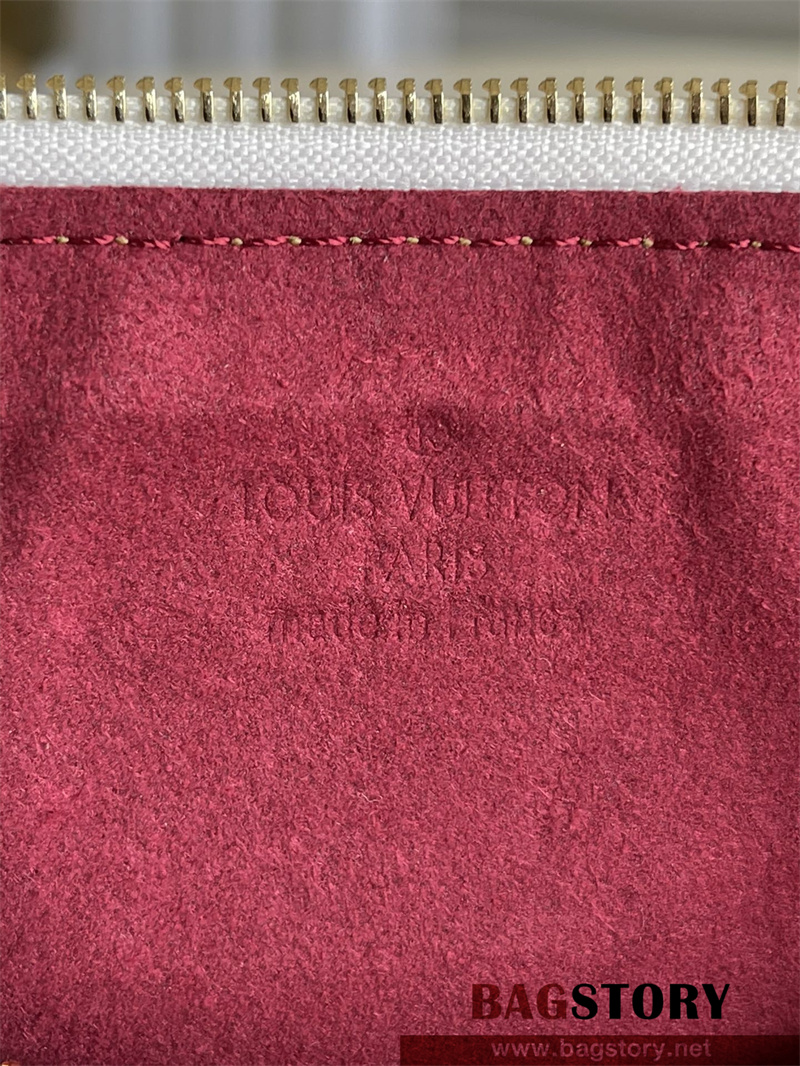 LOUIS VUITTON
PARIS
made in France
BAGSTORY
www.bagstory.net